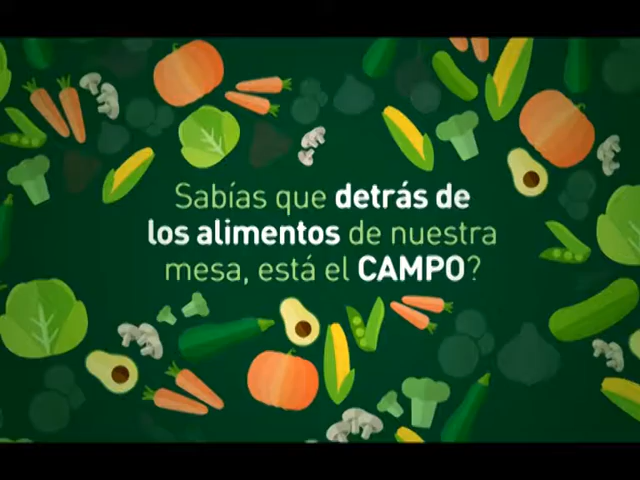 Sabías que detrás de
los alimentos de nuestra
mesa, está el CAMPO?